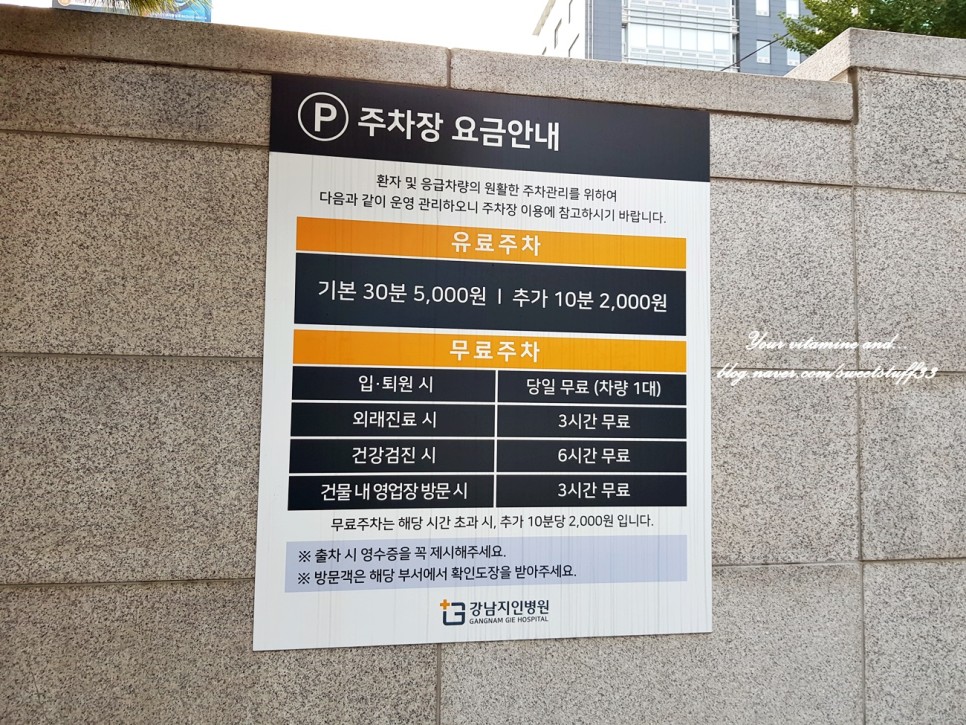 P 주차장 요금안내
환자 및 응급차량의 원활한 주차관리를 위하여
다음과 같이 운영 관리하오니 주차장 이용에 참고하시기 바랍니다.
유료주차
기본 30분 5,000원 | 추가 10분 2,000원
무료주차
입·퇴원 시 당일 무료 (차량 1대)
외래진료 시 3시간 무료
건강검진 시 6시간 무료
건물 내 영업장 방문 시 3시간 무료
무료주차는 해당 시간 초과 시, 추가 10분당 2,000원 입니다.
※ 출차 시 영수증을 꼭 제시해주세요.
※ 방문객은 해당 부서에서 확인도장을 받아주세요.
강남지인병원
GANGNAM GIE HOSPITAL
Your vitamine and
blog.naver.com/sweetstuff33